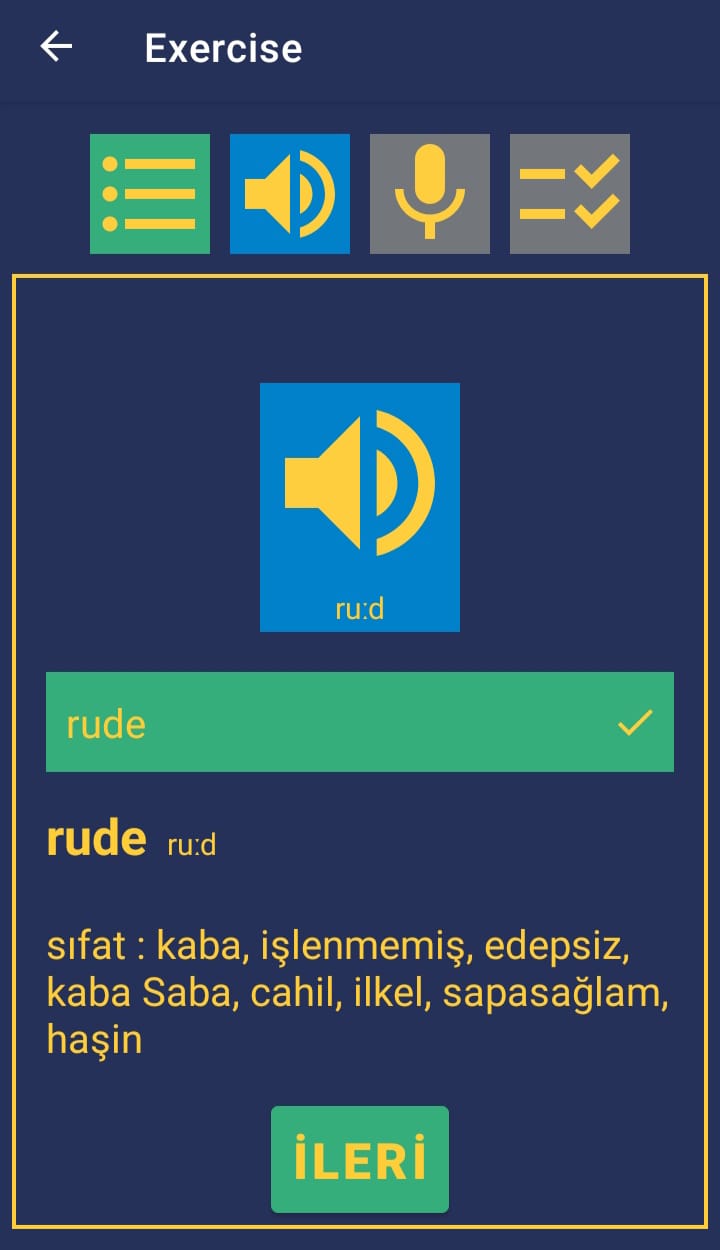 Exercise
ru:d
rude
rude ru:d
sıfat : kaba, işlenmemiş, edepsiz,
kaba Saba, cahil, ilkel, sapasağlam,
haşin
İLERİ